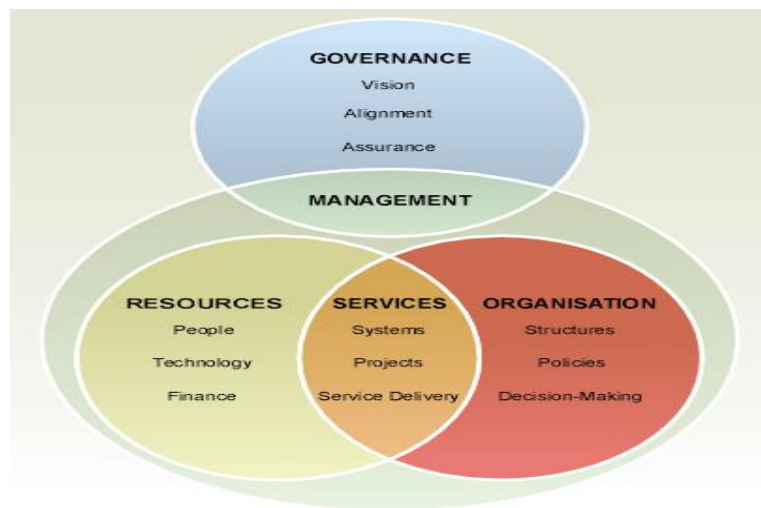 GOVERNANCE
Vision
Alignment
Assurance
MANAGEMENT
RESOURCES
People
Technology
Finance
SERVICES
Systems
Projects
Service Delivery
ORGANISATION
Structures
Policies
Decision-Making